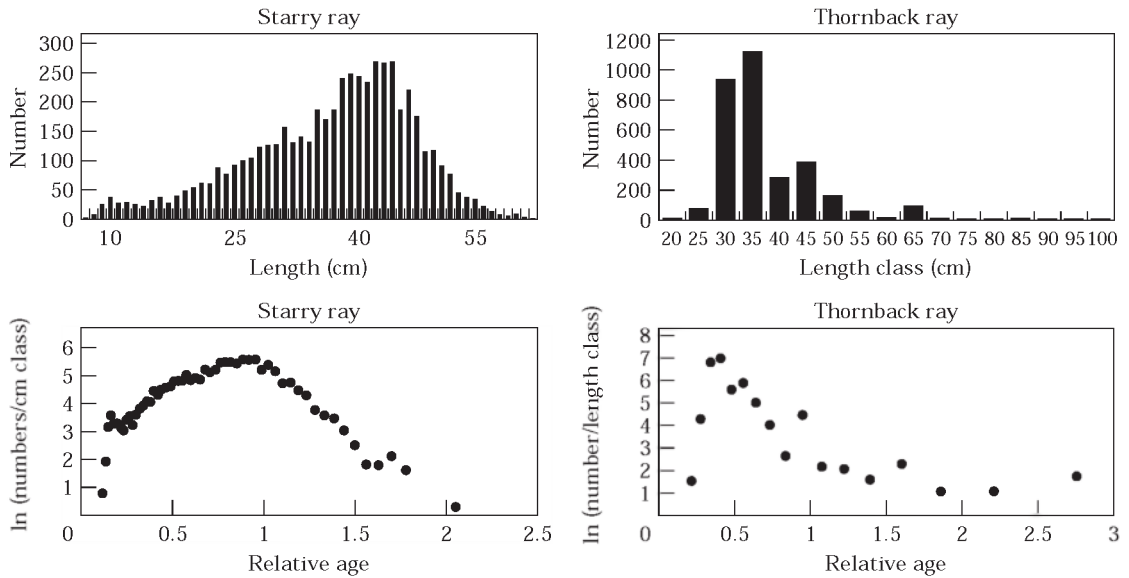 Starry ray
300
250
200
150
100
50
0
Number
10 25 40 55
Length (cm)
Thornback ray
1200
1000
800
600
400
200
0
Number
20 25 30 35 40 45 50 55 60 65 70 75 80 85 90 95 100
Length class (cm)
Starry ray
6
5
4
3
2
1
ln (numbers/cm class)
0 0.5 1 1.5 2 2.5
Relative age
Thornback ray
8
7
6
5
4
3
2
1
ln (number/length class)
0 0.5 1 1.5 2 2.5 3
Relative age